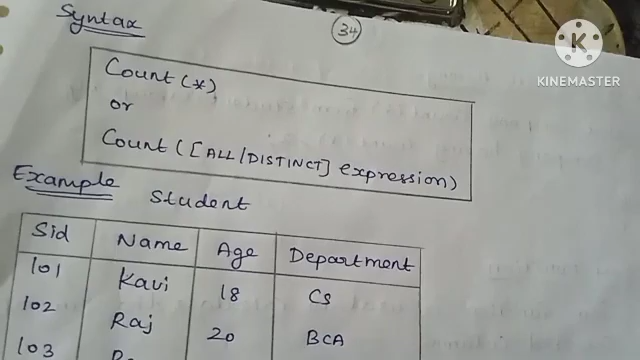 Syntax
34
KINEMASTER
Count (*)
or
Count ([ALL/DISTINCT] expression)
Example Student
Sid Name Age Department
101 Kavi 18 CS
102 Raj 20 BCA
103